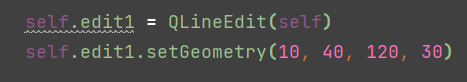 self.edit1 = QLineEdit(self)
self.edit1.setGeometry(10, 40, 120, 30)